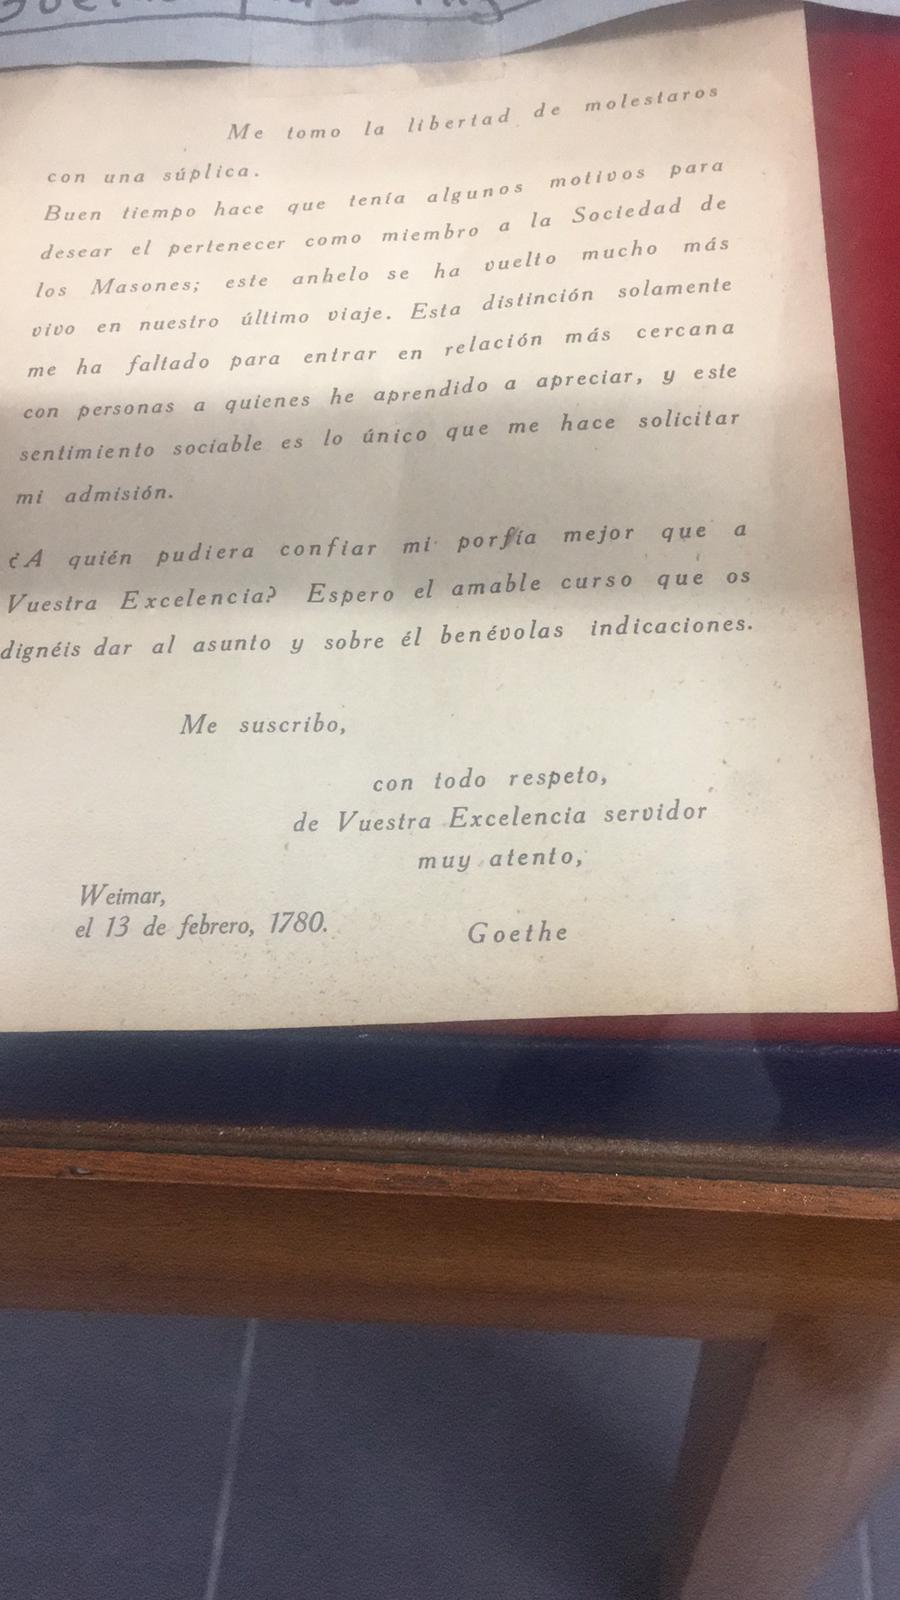 Me tomo la libertad de molestaros
con una súplica.
Buen tiempo hace que tenía algunos motivos para
desear el pertenecer como miembro a la Sociedad de
los Masones; este anhelo se ha vuelto mucho más
vivo en nuestro último viaje. Esta distinción solamente
me ha faltado para entrar en relación más cercana
con personas a quienes he aprendido a apreciar, y este
sentimiento sociable es lo único que me hace solicitar
mi admisión.
¿A quién pudiera confiar mi porfía mejor que a
Vuestra Excelencia? Espero el amable curso que os
dignéis dar al asunto y sobre él benévolas indicaciones.
Me suscribo,
con todo respeto,
de Vuestra Excelencia servidor
muy atento,
Weimar,
el 13 de febrero, 1780.
Goethe